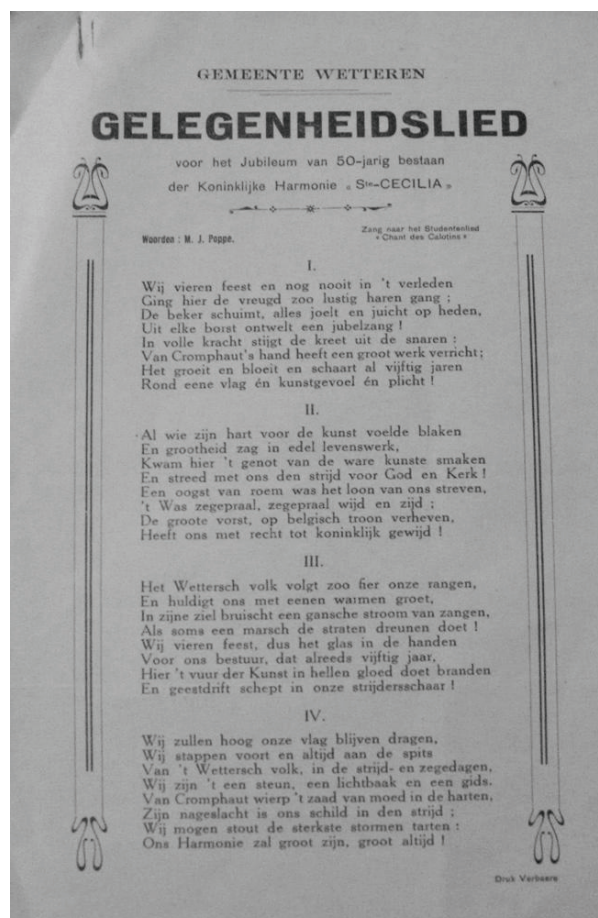 GEMEENTE WETTEREN
GELEGENHEIDSLIED
voor het Jubileum van 50-jarig bestaan
der Koninklijke Harmonie « Ste-CECILIA »
Woorden : M. J. Poppe.
Zang naar het Studentenlied
« Chant des Calotins »
I.
Wij vieren feest en nog nooit in 't verleden
Ging hier de vreugd zoo lustig haren gang ;
De beker schuimt, alles joelt en juicht op heden,
Uit elke borst ontwelt een jubelzang !
In volle kracht stijgt de kreet uit de snaren :
Van Cromphaut's hand heeft een groot werk verricht;
Het groeit en bloeit en schaart al vijftig jaren
Rond eene vlag én kunstgevoel én plicht !
II.
Al wie zijn hart voor de kunst voelde blaken
En grootheid zag in edel levenswerk,
Kwam hier 't genot van de ware kunste smaken
En streed met ons den strijd voor God en Kerk !
Een oogst van roem was het loon van ons streven,
't Was zegepraal, zegepraal wijd en zijd ;
De groote vorst, op belgisch troon verheven,
Heeft ons met recht tot koninklijk gewijd !
III.
Het Wettersch volk volgt zoo fier onze rangen,
En huldigt ons met eenen warmen groet,
In zijne ziel bruischt een gansche stroom van zangen,
Als soms een marsch de straten dreunen doet !
Wij vieren feest, dus het glas in de handen
Voor ons bestuur, dat alreeds vijftig jaar,
Hier 't vuur der Kunst in hellen gloed doet branden
En geestdrift schept in onze strijdersschaar !
IV.
Wij zullen hoog onze vlag blijven dragen,
Wij stappen voort en altijd aan de spits
Van 't Wettersch volk, in de strijd- en zegedagen,
Wij zijn 't een steun, een lichtbaak en een gids.
Van Cromphaut wierp 't zaad van moed in de harten,
Zijn nageslacht is ons schild in den strijd ;
Wij mogen stout de sterkste stormen tarten :
Ons Harmonie zal groot zijn, groot altijd !
Druk Verbaere